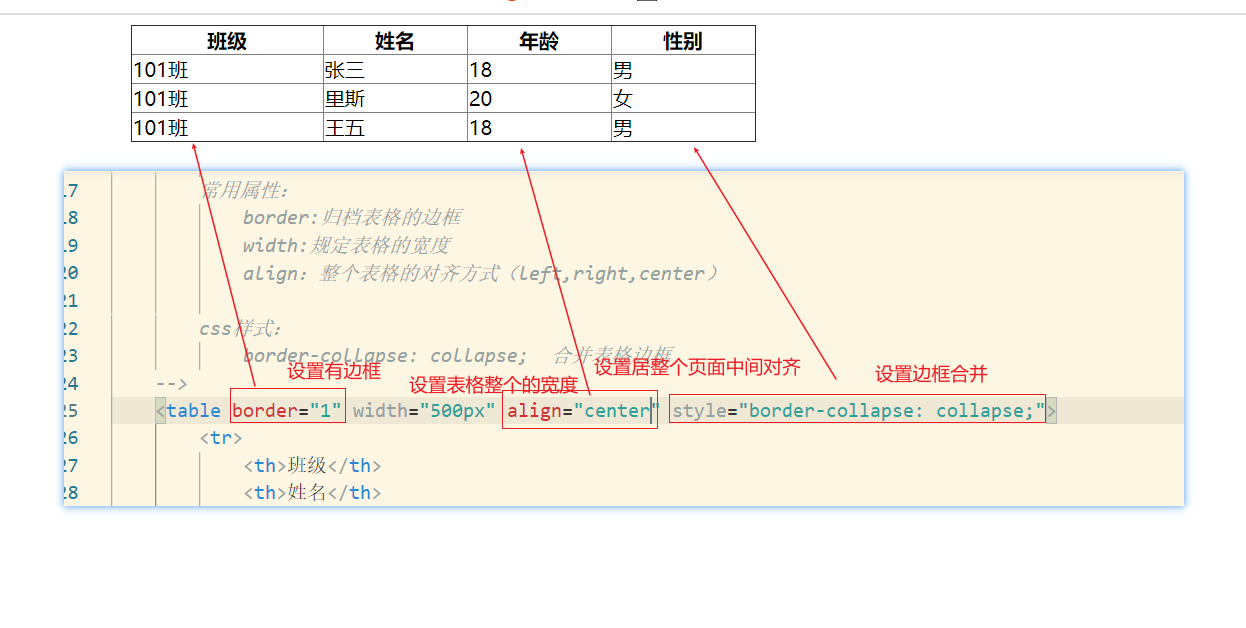 班级 姓名 年龄 性别
101班 张三 18 男
101班 里斯 20 女
101班 王五 18 男
17 常用属性：
18 border:归档表格的边框
19 width:规定表格的宽度
20 align: 整个表格的对齐方式（left,right,center）
21
22 css样式：
23 border-collapse: collapse; 合并表格边框
设置有边框
设置表格整个的宽度
设置居整个页面中间对齐
设置边框合并
24 -->
25 <table border="1" width="500px" align="center" style="border-collapse: collapse;">
26 <tr>
27 <th>班级</th>
28 <th>姓名</th>